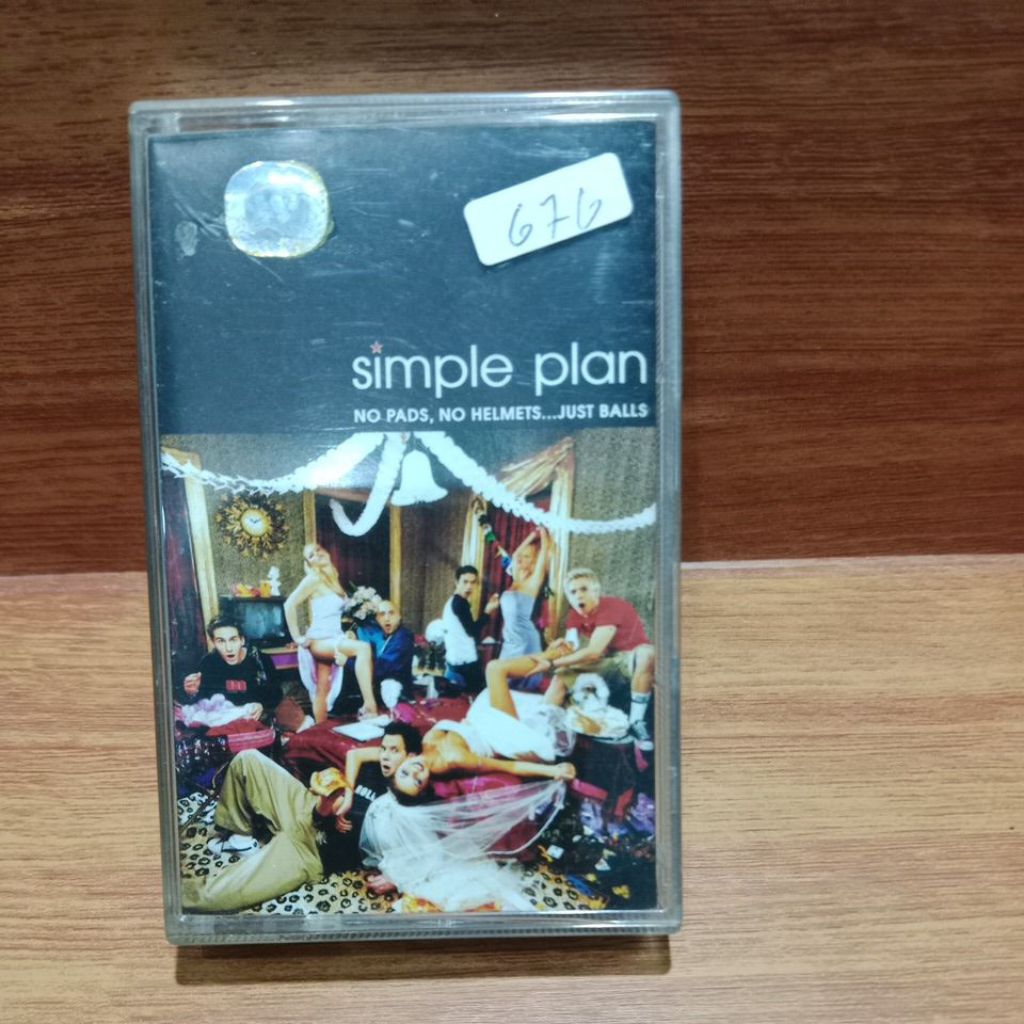 676
simple plan
NO PADS, NO HELMETS...JUST BALLS